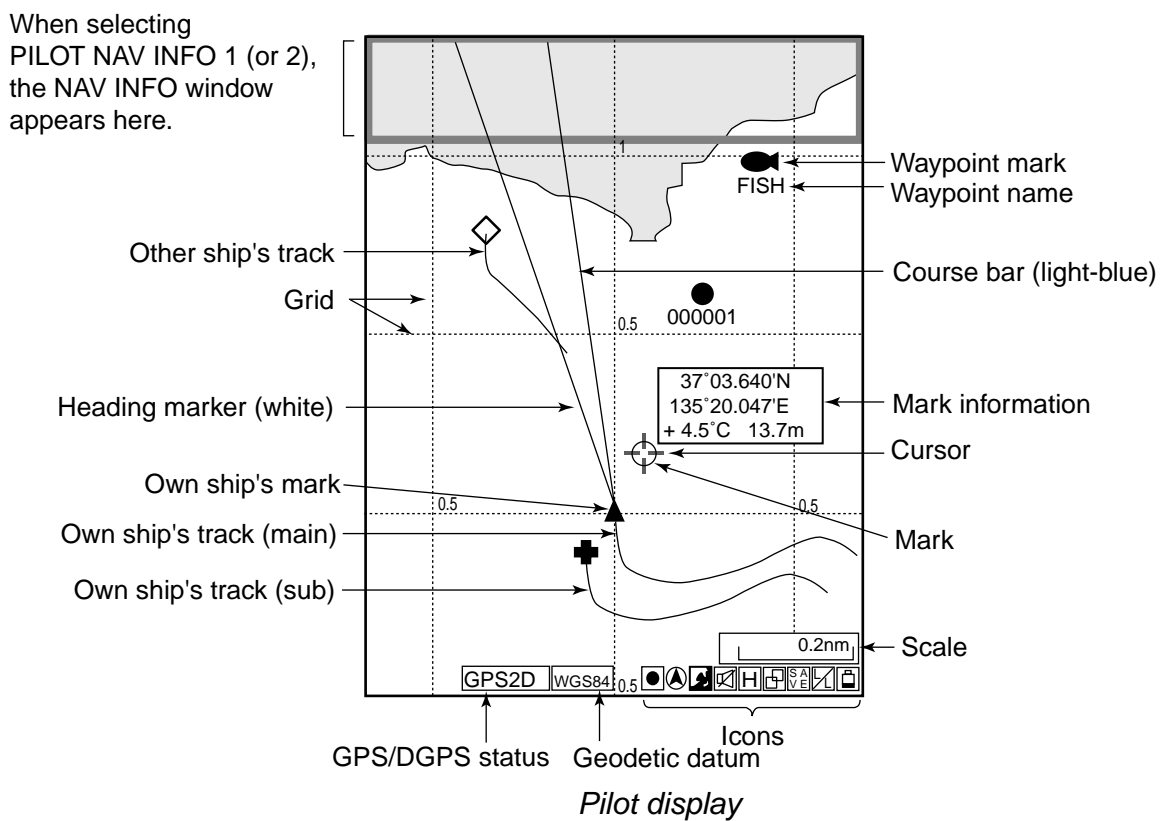 When selecting
PILOT NAV INFO 1 (or 2),
the NAV INFO window
appears here.
1
FISH
Waypoint mark
Waypoint name
Other ship's track
Course bar (light-blue)
Grid
000001
0.5
Heading marker (white)
37°03.640'N
135°20.047'E
+ 4.5°C 13.7m
Mark information
Cursor
Own ship's mark
0.5
0.5
Own ship's track (main)
Mark
Own ship's track (sub)
0.2nm
Scale
GPS2D
WGS84
0.5
H
SA
VE
L/L
Icons
GPS/DGPS status
Geodetic datum
Pilot display